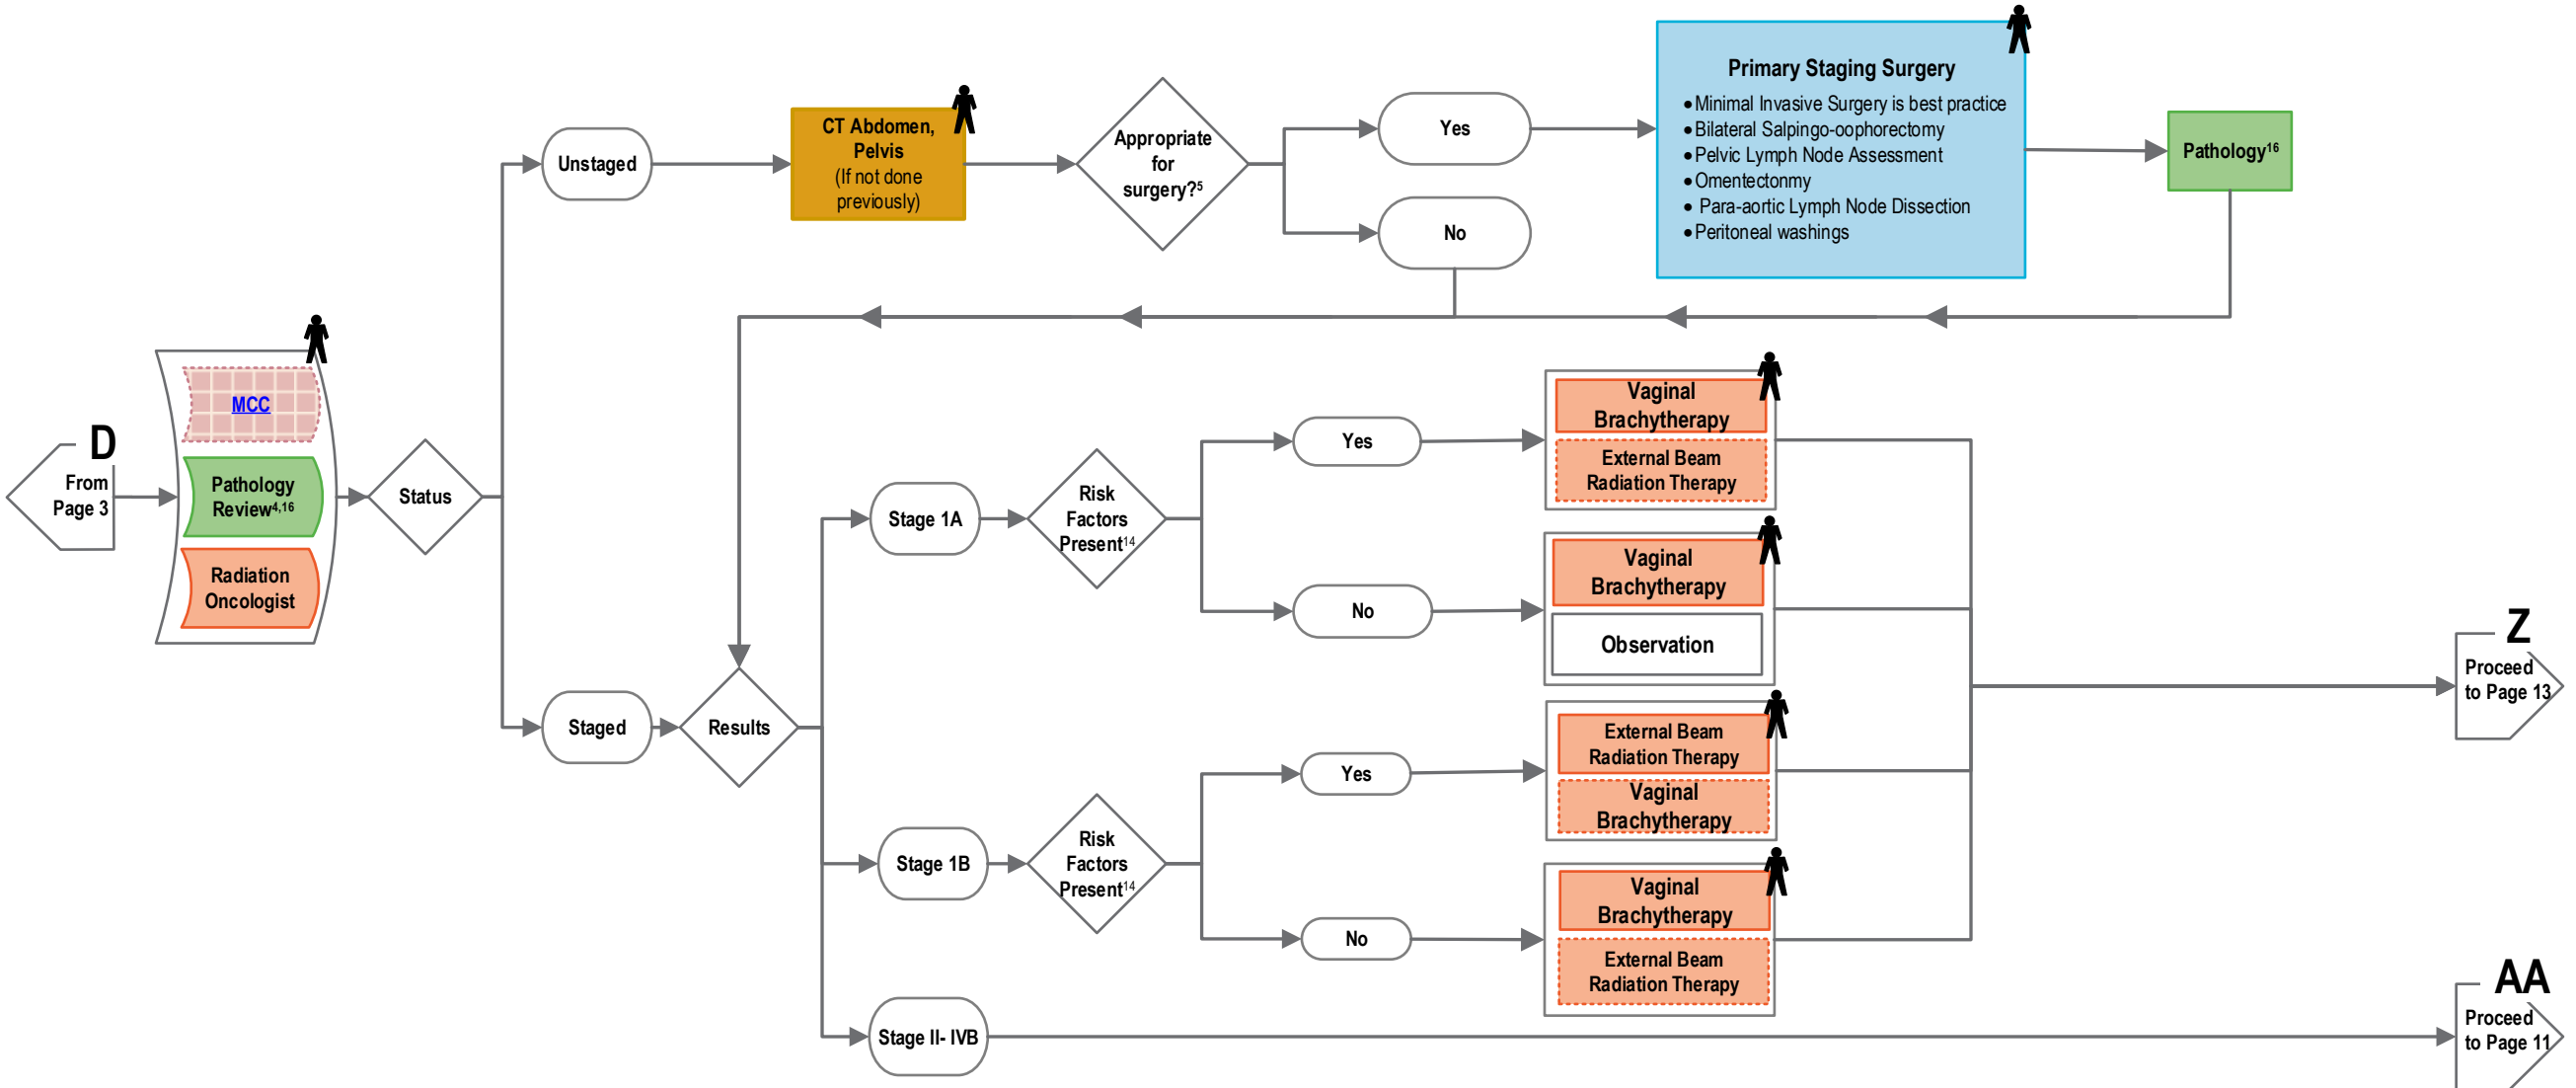 D
From
Page 3
MCC
Pathology
Review4,16
Radiation
Oncologist
Status
Unstaged
CT Abdomen,
Pelvis
(If not done
previously)
Appropriate
for
surgery?5
Yes
No
Primary Staging Surgery
•Minimal Invasive Surgery is best practice
•Bilateral Salpingo-oophorectomy
•Pelvic Lymph Node Assessment
•Omentectonmy
• Para-aortic Lymph Node Dissection
•Peritoneal washings
Pathology16
Staged
Results
Stage 1A
Risk
Factors
Present14
Yes
Vaginal
Brachytherapy
External Beam
Radiation Therapy
No
Vaginal
Brachytherapy
Observation
Stage 1B
Risk
Factors
Present14
Yes
External Beam
Radiation Therapy
Vaginal
Brachytherapy
No
Vaginal
Brachytherapy
External Beam
Radiation Therapy
Stage II- IVB
Z
Proceed
to Page 13
AA
Proceed
to Page 11